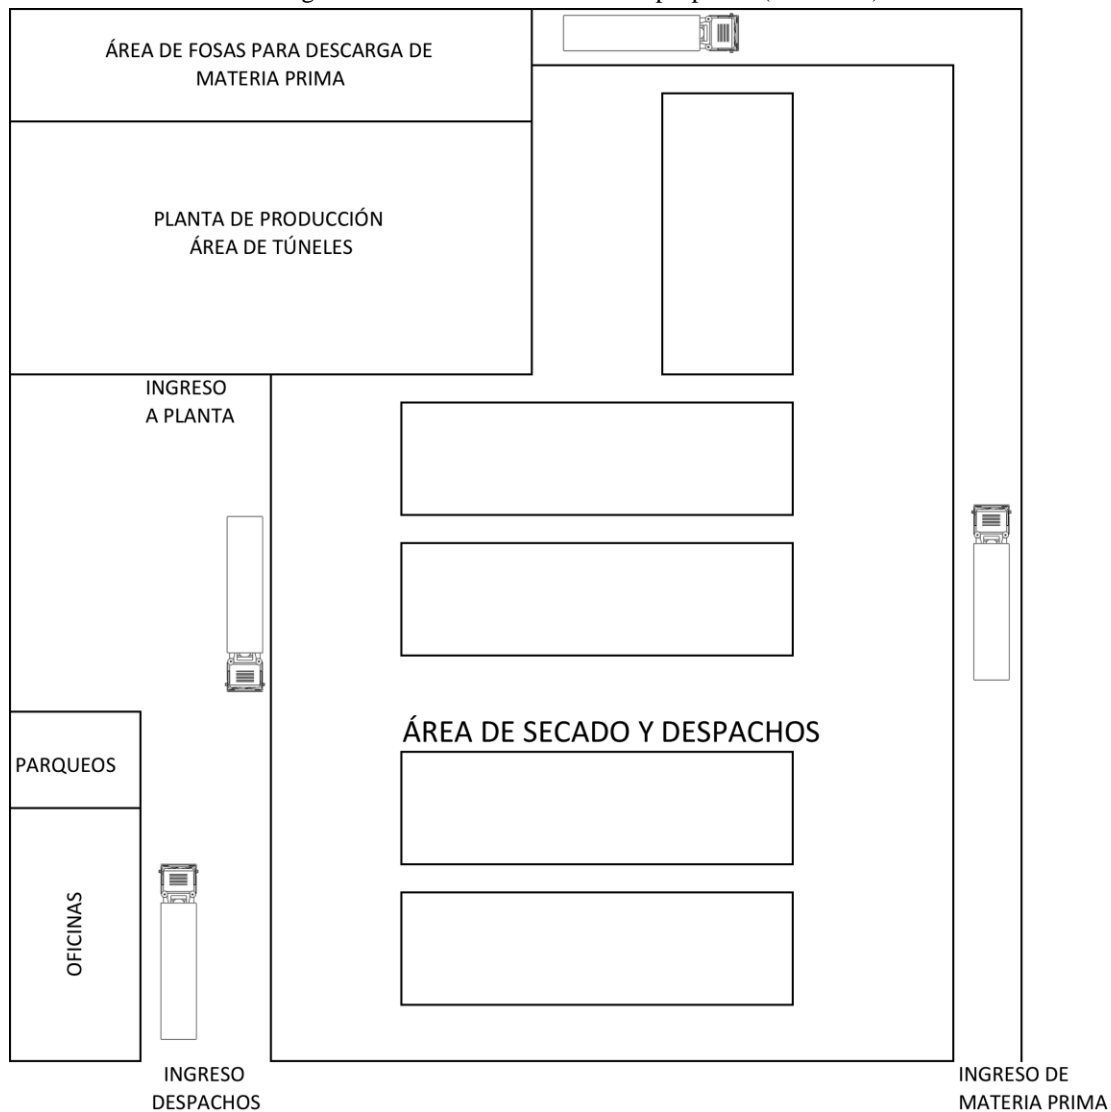 ÁREA DE FOSAS PARA DESCARGA DE
MATERIA PRIMA
PLANTA DE PRODUCCIÓN
ÁREA DE TÚNELES
INGRESO
A PLANTA
ÁREA DE SECADO Y DESPACHOS
PARQUEOS
OFICINAS
INGRESO
DESPACHOS
INGRESO DE
MATERIA PRIMA